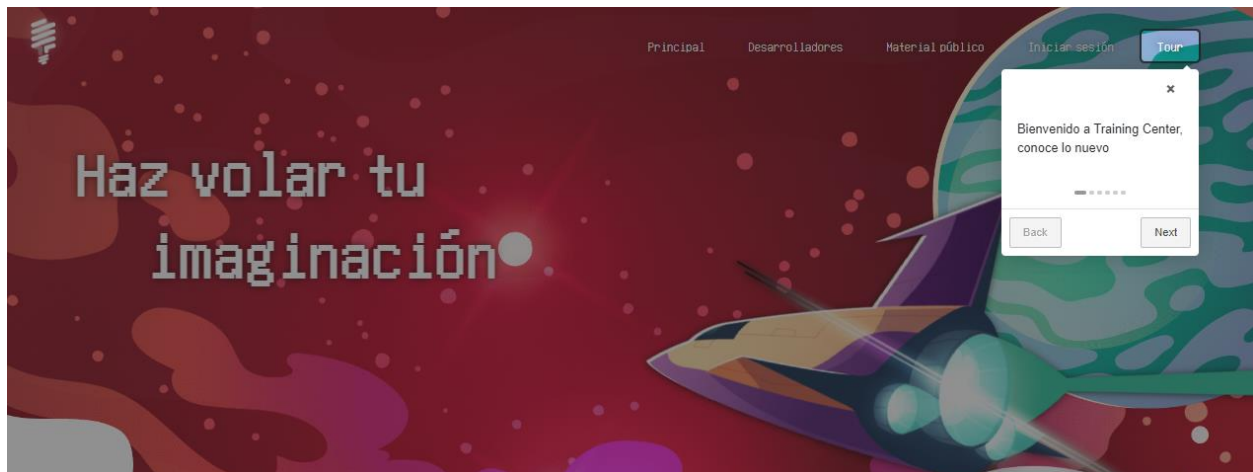 Principal
Desarrolladores
Material público
Iniciar sesión
Tour
×
Bienvenido a Training Center,
conoce lo nuevo
Back
Next
Haz volar tu
imaginación